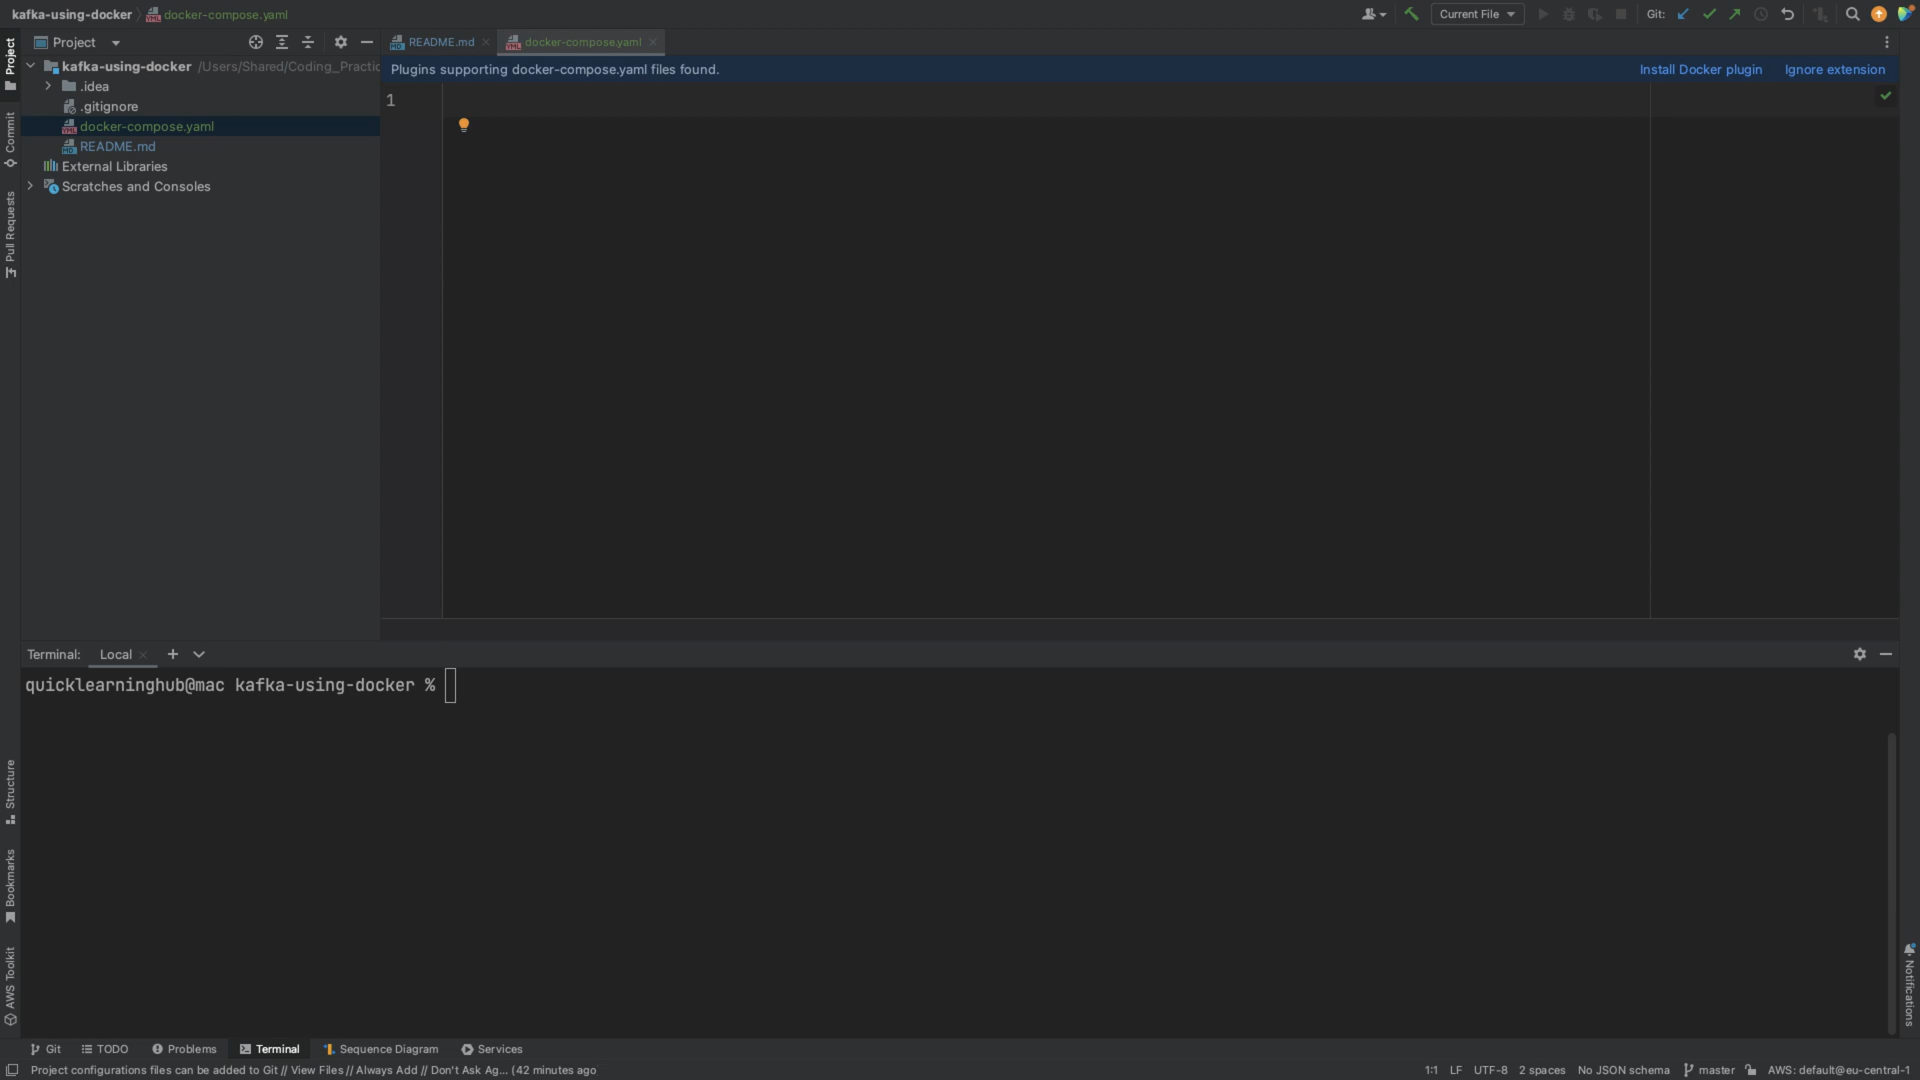 kafka-using-docker docker-compose.yaml
Current File
Git:
Project
README.md
docker-compose.yaml
Plugins supporting docker-compose.yaml files found.
Install Docker plugin
Ignore extension
kafka-using-docker /Users/Shared/Coding_Practic
.idea
.gitignore
docker-compose.yaml
README.md
External Libraries
Scratches and Consoles
1
Project
Commit
Pull Requests
Structure
Bookmarks
AWS Toolkit
Notifications
Terminal: Local
quicklearninghub@mac kafka-using-docker %
Git TODO Problems Terminal Sequence Diagram Services
Project configurations files can be added to Git // View Files // Always Add // Don't Ask Ag... (42 minutes ago
1:1 LF UTF-8 2 spaces No JSON schema master AWS: default@eu-central-1